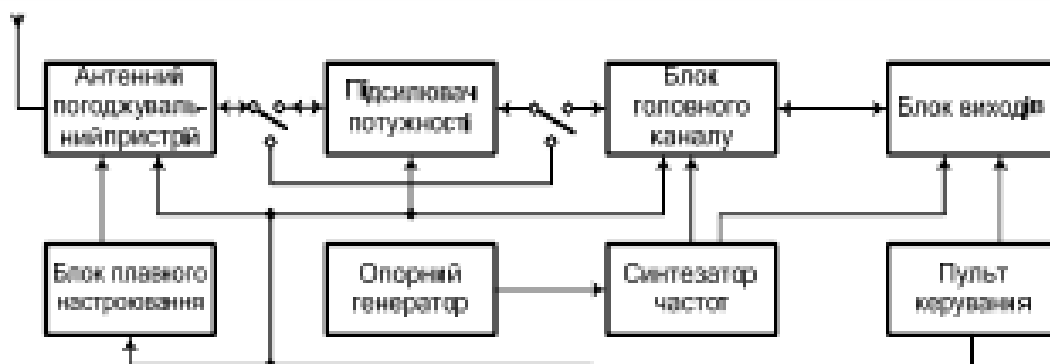 Антенний
погоджуваль-
нийпристрій
Підсилювач
потужності
Блок
головного
каналу
Блок виходів
Блок плавного
настроювання
Опорний
генератор
Синтезатор
частот
Пульт
керування